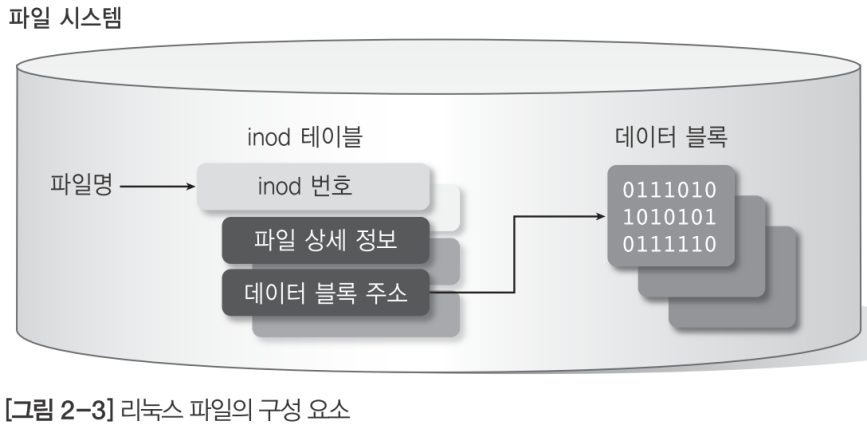 파일 시스템
inod 테이블
데이터 블록
파일명
inod 번호
파일 상세 정보
데이터 블록 주소
0111010
1010101
0111110
[그림 2-3] 리눅스 파일의 구성 요소